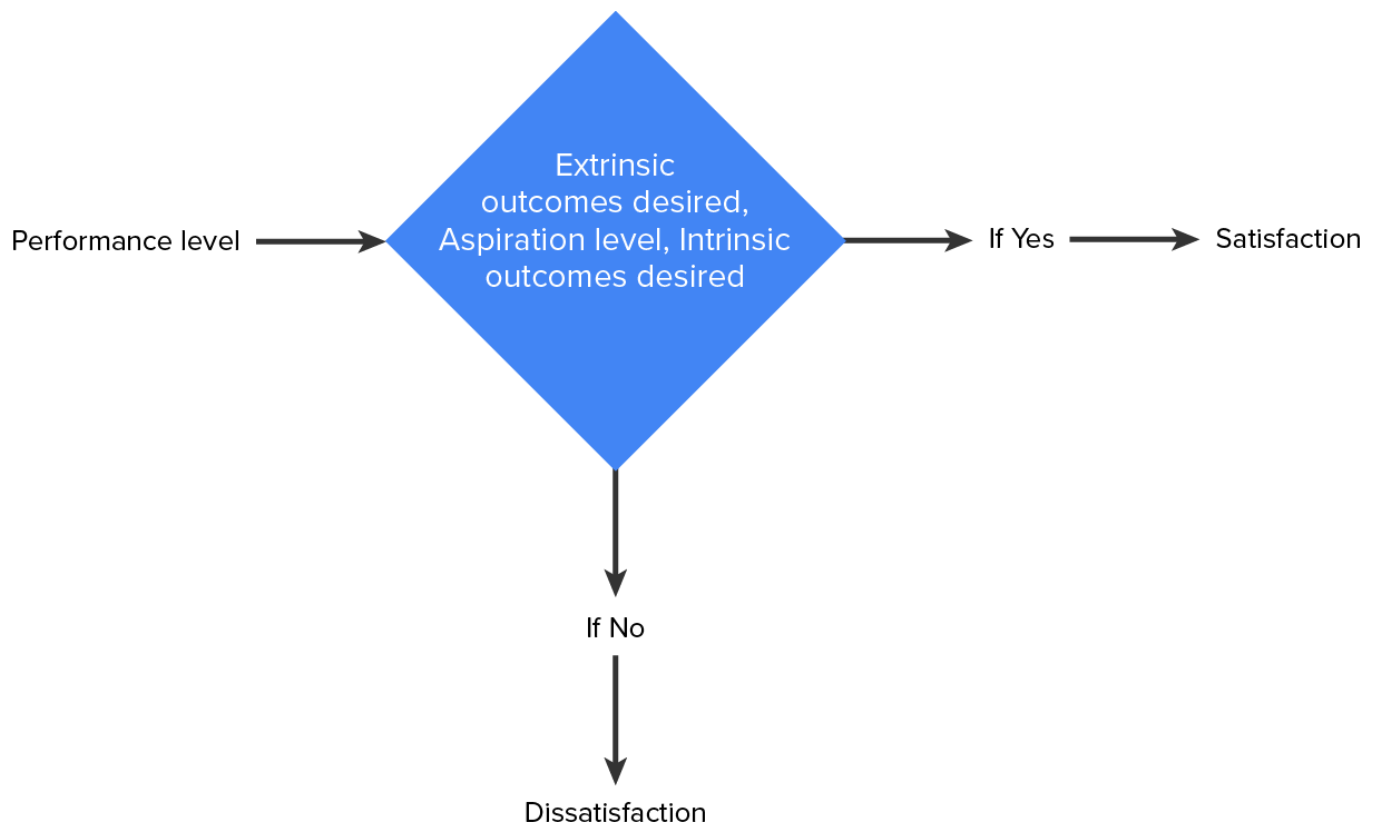 Extrinsic
outcomes desired,
Aspiration level, Intrinsic
outcomes desired
Performance level
If Yes
Satisfaction
If No
Dissatisfaction